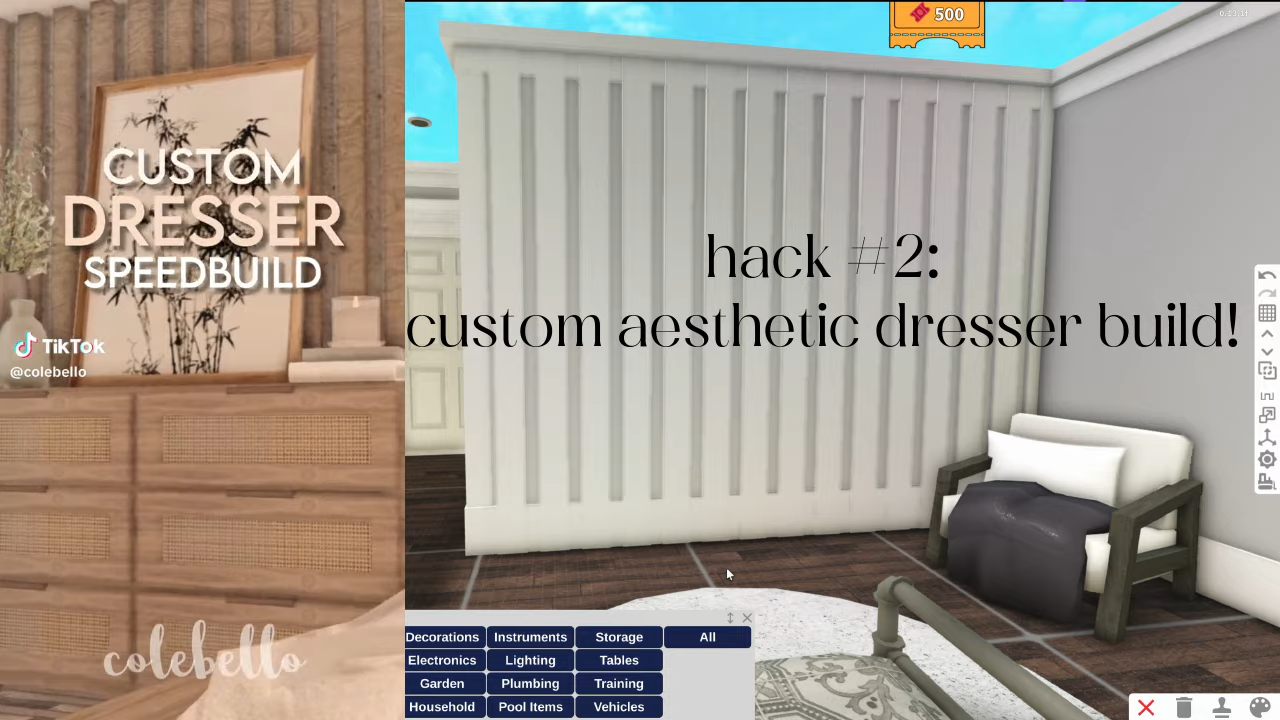 CUSTOM
DRESSER
SPEEDBUILD
TikTok
@colebello
colebello
500
hack #2:
custom aesthetic dresser build!
Decorations Instruments Storage All
Electronics Lighting Tables
Garden Plumbing Training
Household Pool Items Vehicles